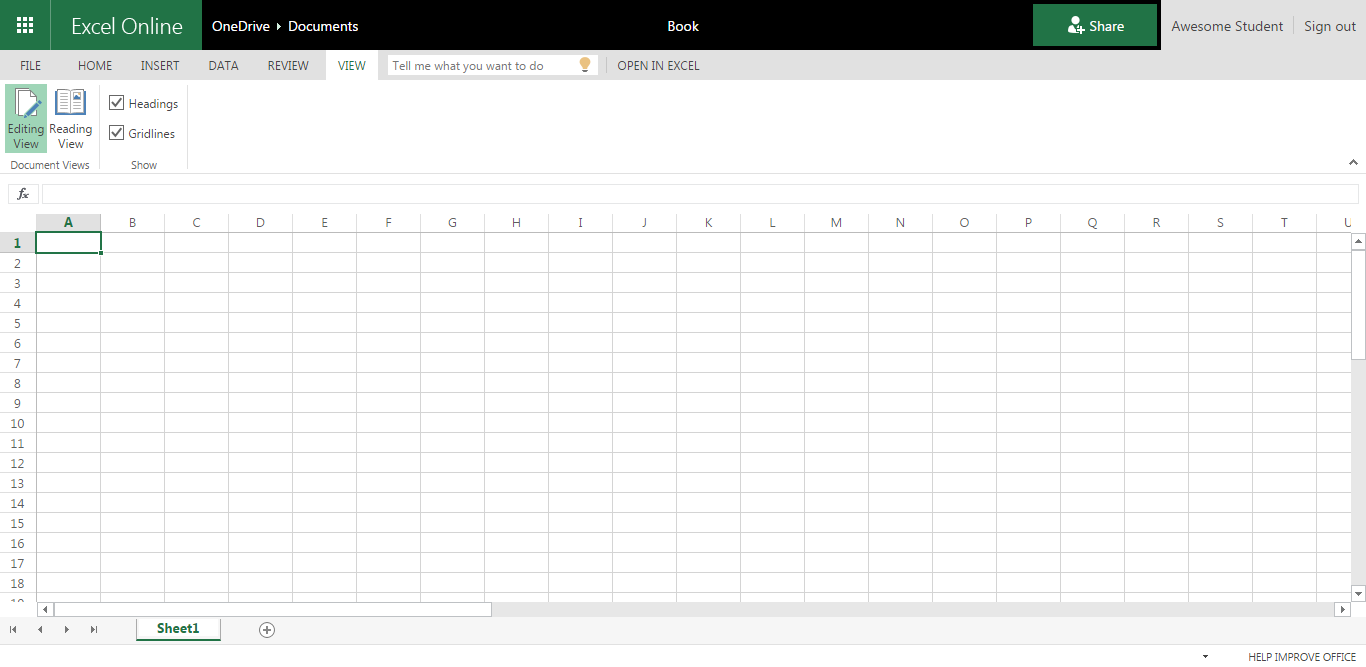 Excel Online OneDrive Documents Book Share Awesome Student Sign out
FILE HOME INSERT DATA REVIEW VIEW Tell me what you want to do OPEN IN EXCEL
Editing View
Reading View
Document Views
Headings
Gridlines
Show
fx
A B C D E F G H I J K L M N O P Q R S T U
1
2
3
4
5
6
7
8
9
10
11
12
13
14
15
16
17
18
Sheet1
HELP IMPROVE OFFICE